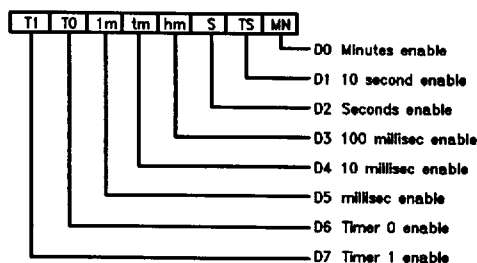 T1 T0 1m tm hm S TS MN
D0 Minutes enable
D1 10 second enable
D2 Seconds enable
D3 100 millisec enable
D4 10 millisec enable
D5 millisec enable
D6 Timer 0 enable
D7 Timer 1 enable